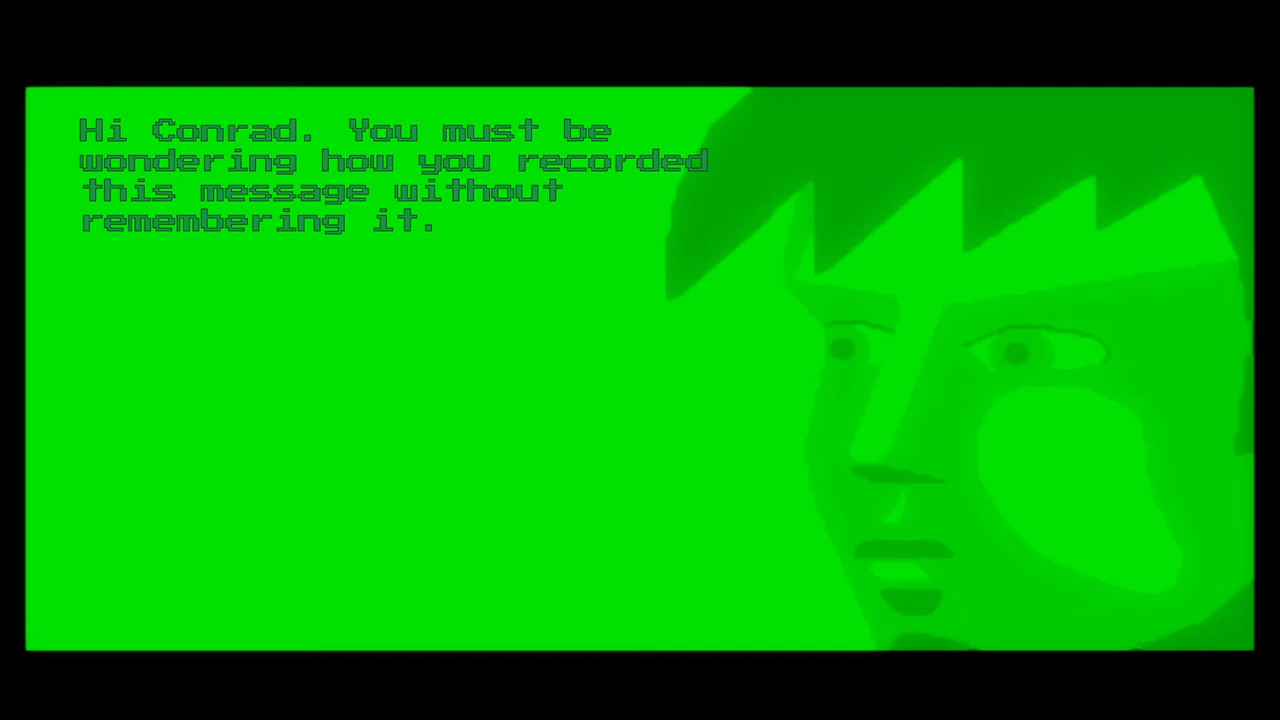 Hi Conrad. You must be
wondering how you recorded
this message without
remembering it.